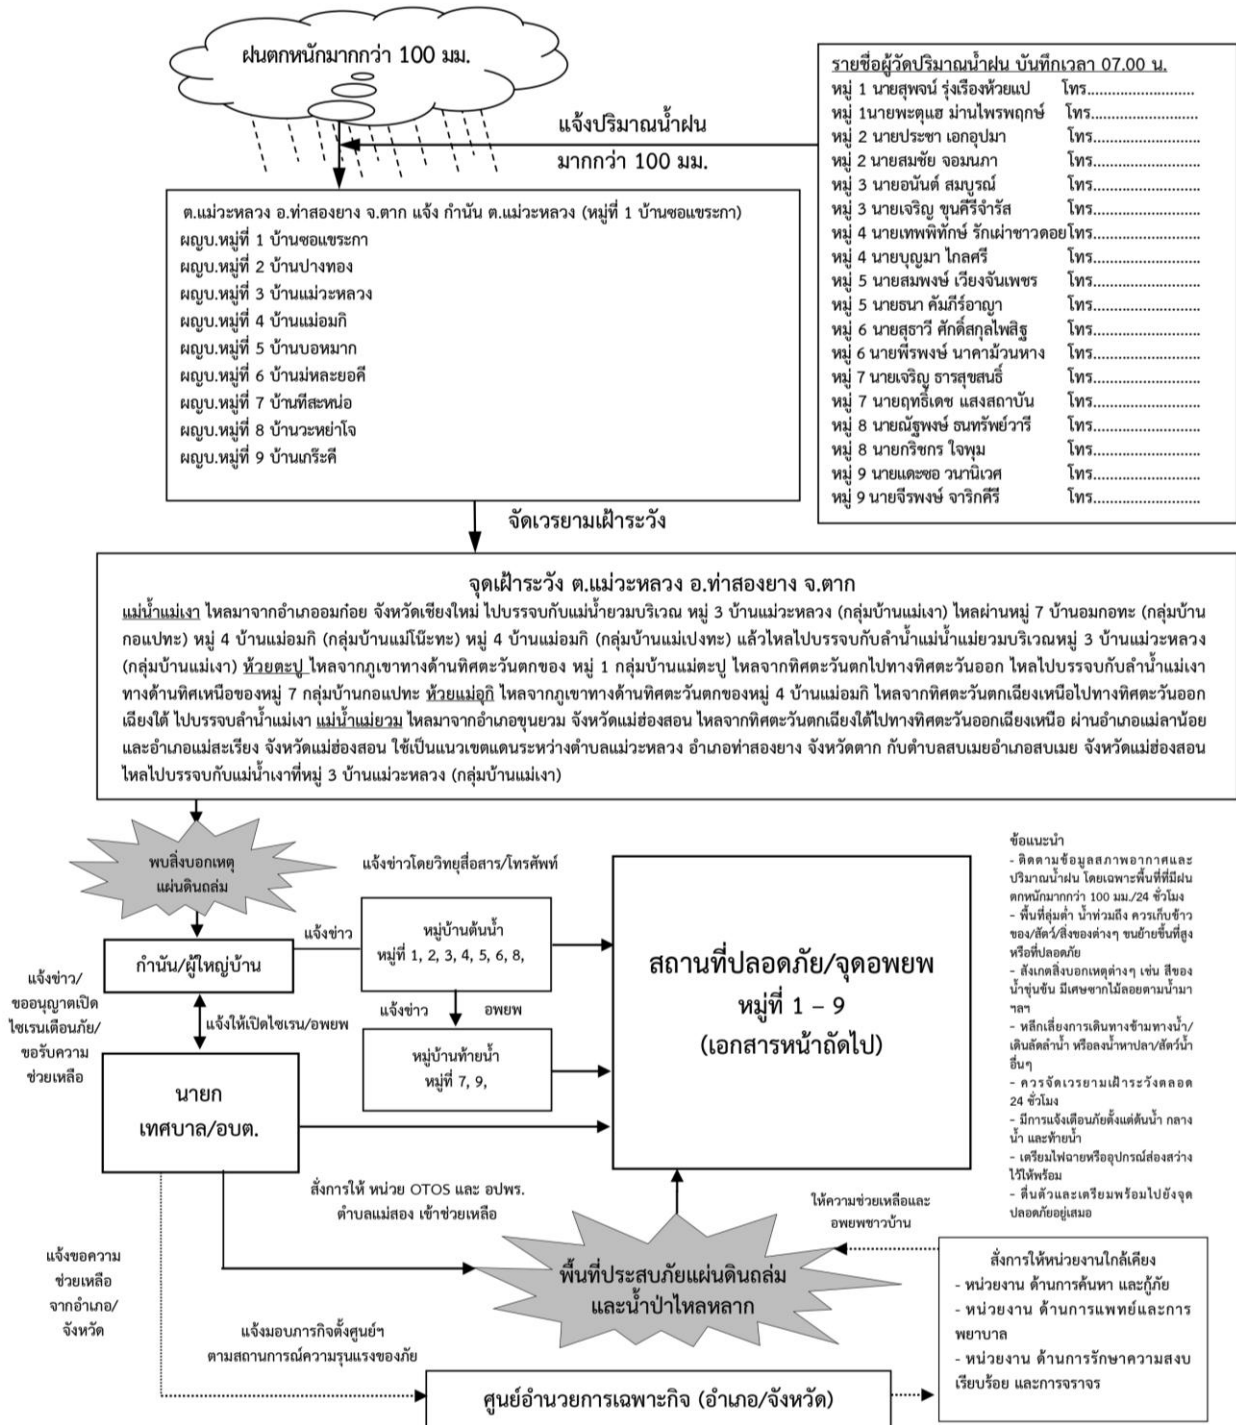 ฝนตกหนักมากกว่า 100 มม.
แจ้งปริมาณน้ำฝน
มากกว่า 100 มม.
รายชื่อผู้วัดปริมาณน้ำฝน บันทึกเวลา 07.00 น.
หมู่ 1 นายสุพจน์ รุ่งเรืองห้วยแป โทร..........................
หมู่ 1นายพะตุแฮ ม่านไพรพฤกษ์ โทร..........................
หมู่ 2 นายประชา เอกอุปมา โทร..........................
หมู่ 2 นายสมชัย จอมนภา โทร..........................
หมู่ 3 นายอนันต์ สมบูรณ์ โทร..........................
หมู่ 3 นายเจริญ ขุนคีรีจำรัส โทร..........................
หมู่ 4 นายเทพพิทักษ์ รักเผ่าชาวดอยโทร..........................
หมู่ 4 นายบุญมา ไกลศรี โทร..........................
หมู่ 5 นายสมพงษ์ เวียงจันเพชร โทร..........................
หมู่ 5 นายธนา คัมภีร์อาญา โทร..........................
หมู่ 6 นายสุธาวี ศักดิ์สกุลไพสิฐ โทร..........................
หมู่ 6 นายพีรพงษ์ นาคาม้วนหาง โทร..........................
หมู่ 7 นายเจริญ ธารสุขสนธิ์ โทร..........................
หมู่ 7 นายฤทธิ์เดช แสงสถาบัน โทร..........................
หมู่ 8 นายณัฐพงษ์ ธนทรัพย์วารี โทร..........................
หมู่ 8 นายกริชกร ใจพุม โทร..........................
หมู่ 9 นายแดะซอ วนานิเวศ โทร..........................
หมู่ 9 นายจีรพงษ์ จาริกคีรี โทร..........................
ต.แม่วะหลวง อ.ท่าสองยาง จ.ตาก แจ้ง กำนัน ต.แม่วะหลวง (หมู่ที่ 1 บ้านซอแขระกา)
ผญบ.หมู่ที่ 1 บ้านซอแขระกา
ผญบ.หมู่ที่ 2 บ้านปางทอง
ผญบ.หมู่ที่ 3 บ้านแม่วะหลวง
ผญบ.หมู่ที่ 4 บ้านแม่อมกิ
ผญบ.หมู่ที่ 5 บ้านบอหมาก
ผญบ.หมู่ที่ 6 บ้านม่หละยอคี
ผญบ.หมู่ที่ 7 บ้านทีสะหน่อ
ผญบ.หมู่ที่ 8 บ้านวะหย่าโจ
ผญบ.หมู่ที่ 9 บ้านเกร๊ะคี
จัดเวรยามเฝ้าระวัง
จุดเฝ้าระวัง ต.แม่วะหลวง อ.ท่าสองยาง จ.ตาก
แม่น้ำแม่เงา ไหลมาจากอำเภออมก๋อย จังหวัดเชียงใหม่ ไปบรรจบกับแม่น้ำยวมบริเวณ หมู่ 3 บ้านแม่วะหลวง (กลุ่มบ้านแม่เงา) ไหลผ่านหมู่ 7 บ้านอมกอทะ (กลุ่มบ้าน
กอแปทะ) หมู่ 4 บ้านแม่อมกิ (กลุ่มบ้านแม่โน๊ะทะ) หมู่ 4 บ้านแม่อมกิ (กลุ่มบ้านแม่เปงทะ) แล้วไหลไปบรรจบกับลำน้ำแม่น้ำแม่ยวมบริเวณหมู่ 3 บ้านแม่วะหลวง
(กลุ่มบ้านแม่เงา) ห้วยตะปู ไหลจากภูเขาทางด้านทิศตะวันตกของ หมู่ 1 กลุ่มบ้านแม่ตะปู ไหลจากทิศตะวันตกไปทางทิศตะวันออก ไหลไปบรรจบกับลำน้ำแม่เงา
ทางด้านทิศเหนือของหมู่ 7 กลุ่มบ้านกอแปทะ ห้วยแม่อุกิ ไหลจากภูเขาทางด้านทิศตะวันตกของหมู่ 4 บ้านแม่อมกิ ไหลจากทิศตะวันตกเฉียงเหนือไปทางทิศตะวันออก
เฉียงใต้ ไปบรรจบลำน้ำแม่เงา แม่น้ำแม่ยวม ไหลมาจากอำเภอขุนยวม จังหวัดแม่ฮ่องสอน ไหลจากทิศตะวันตกเฉียงใต้ไปทางทิศตะวันออกเฉียงเหนือ ผ่านอำเภอแม่ลาน้อย
และอำเภอแม่สะเรียง จังหวัดแม่ฮ่องสอน ใช้เป็นแนวเขตแดนระหว่างตำบลแม่วะหลวง อำเภอท่าสองยาง จังหวัดตาก กับตำบลสบเมยอำเภอสบเมย จังหวัดแม่ฮ่องสอน
ไหลไปบรรจบกับแม่น้ำเงาที่หมู่ 3 บ้านแม่วะหลวง (กลุ่มบ้านแม่เงา)
พบสิ่งบอกเหตุ
แผ่นดินถล่ม
แจ้งข่าวโดยวิทยุสื่อสาร/โทรศัพท์
แจ้งข่าว
กำนัน/ผู้ใหญ่บ้าน
แจ้งข่าว/
ขออนุญาตเปิด
ไซเรนเตือนภัย/
ขอรับความ
ช่วยเหลือ
แจ้งให้เปิดไซเรน/อพยพ
หมู่บ้านต้นน้ำ
หมู่ที่ 1, 2, 3, 4, 5, 6, 8,
แจ้งข่าว อพยพ
หมู่บ้านท้ายน้ำ
หมู่ที่ 7, 9,
นายก
เทศบาล/อบต.
สถานที่ปลอดภัย/จุดอพยพ
หมู่ที่ 1 – 9
(เอกสารหน้าถัดไป)
ข้อแนะนำ
- ติดตามข้อมูลสภาพอากาศและ
ปริมาณน้ำฝน โดยเฉพาะพื้นที่ที่มีฝน
ตกหนักมากกว่า 100 มม./24 ชั่วโมง
- พื้นที่ลุ่มต่ำ น้ำท่วมถึง ควรเก็บข้าว
ของ/สัตว์/สิ่งของต่างๆ ขนย้ายขึ้นที่สูง
หรือที่ปลอดภัย
- สังเกตสิ่งบอกเหตุต่างๆ เช่น สีของ
น้ำขุ่นข้น มีเศษซากไม้ลอยตามน้ำมา
ฯลฯ
- หลีกเลี่ยงการเดินทางข้ามทางน้ำ/
เดินลัดลำน้ำ หรือลงน้ำหาปลา/สัตว์น้ำ
อื่นๆ
- ควรจัดเวรยามเฝ้าระวังตลอด
24 ชั่วโมง
- มีการแจ้งเตือนภัยตั้งแต่ต้นน้ำ กลาง
น้ำ และท้ายน้ำ
- เตรียมไฟฉายหรืออุปกรณ์ส่องสว่าง
ไว้ให้พร้อม
- ตื่นตัวและเตรียมพร้อมไปยังจุด
ปลอดภัยอยู่เสมอ
สั่งการให้ หน่วย OTOS และ อปพร.
ตำบลแม่สอง เข้าช่วยเหลือ
ให้ความช่วยเหลือและ
อพยพชาวบ้าน
พื้นที่ประสบภัยแผ่นดินถล่ม
และน้ำป่าไหลหลาก
แจ้งขอความ
ช่วยเหลือ
จากอำเภอ/
จังหวัด
แจ้งมอบภารกิจตั้งศูนย์ฯ
ตามสถานการณ์ความรุนแรงของภัย
สั่งการให้หน่วยงานใกล้เคียง
- หน่วยงาน ด้านการค้นหา และกู้ภัย
- หน่วยงาน ด้านการแพทย์และการ
พยาบาล
- หน่วยงาน ด้านการรักษาความสงบ
เรียบร้อย และการจราจร
ศูนย์อำนวยการเฉพาะกิจ (อำเภอ/จังหวัด)